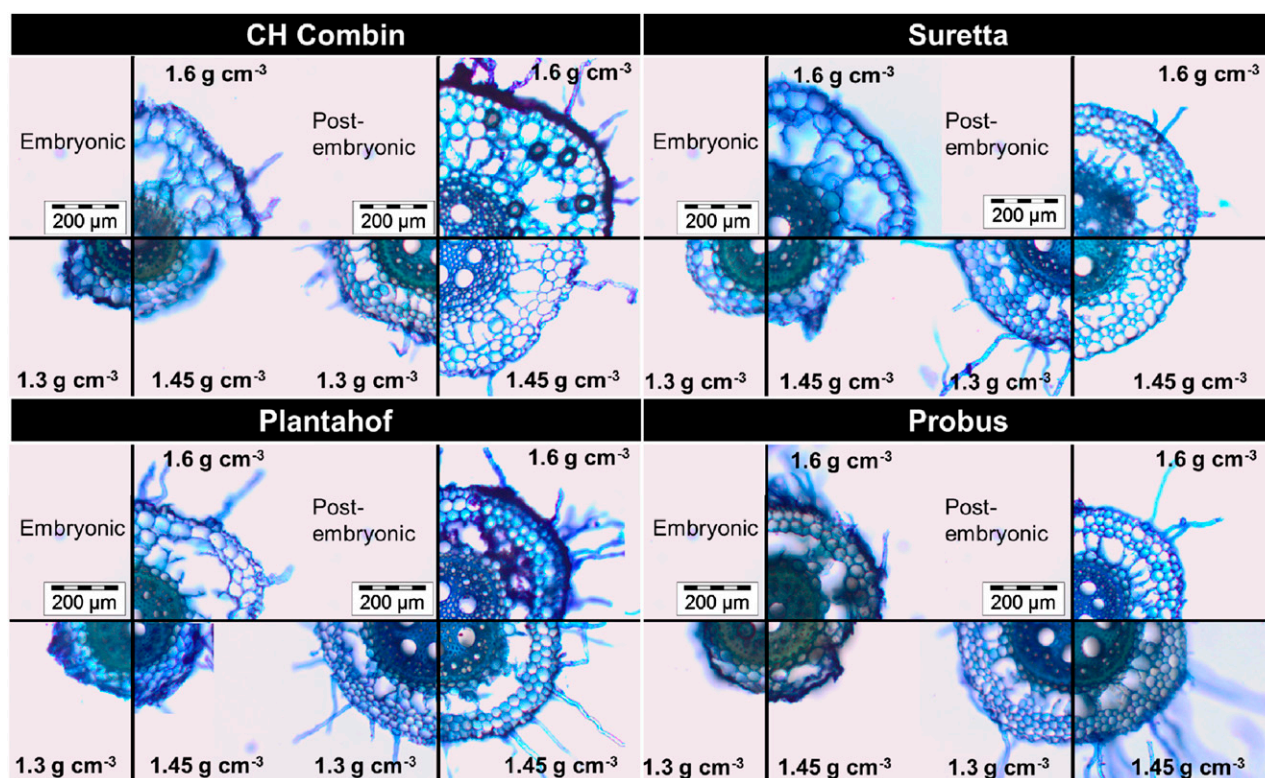 CH Combin
Suretta
1.6 g cm-3
1.6 g cm-3
1.6 g cm-3
1.6 g cm-3
Embryonic
Post-
embryonic
Embryonic
Post-
embryonic
200 µm
200 µm
200 µm
200 µm
1.3 g cm-3
1.45 g cm-3
1.3 g cm-3
1.45 g cm-3
1.3 g cm-3
1.45 g cm-3
1.3 g cm-3
1.45 g cm-3
Plantahof
Probus
1.6 g cm-3
1.6 g cm-3
1.6 g cm-3
1.6 g cm-3
Embryonic
Post-
embryonic
Embryonic
Post-
embryonic
200 µm
200 µm
200 µm
200 µm
1.3 g cm-3
1.45 g cm-3
1.3 g cm-3
1.45 g cm-3
1.3 g cm-3
1.45 g cm-3
1.3 g cm-3
1.45 g cm-3